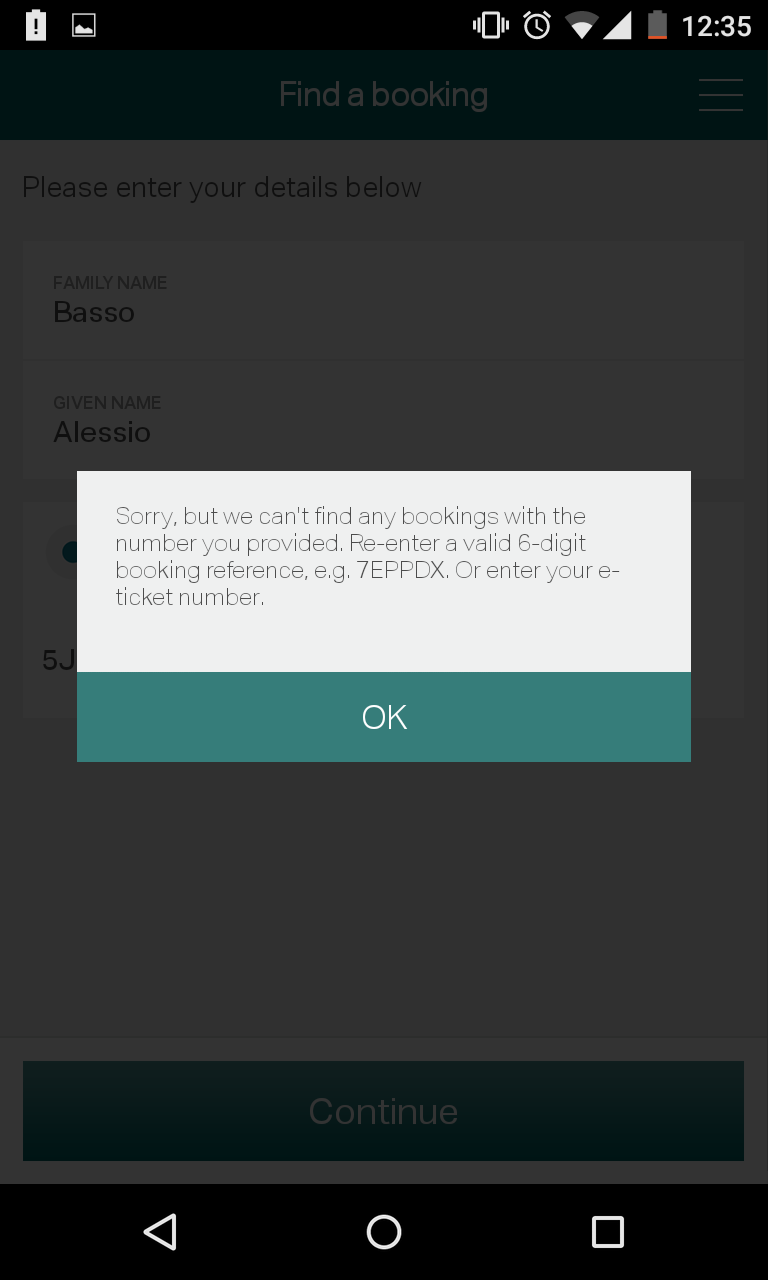 12:35
Find a booking
Please enter your details below
FAMILY NAME
Basso
GIVEN NAME
Alessio
Sorry, but we can't find any bookings with the
number you provided. Re-enter a valid 6-digit
booking reference, e.g. 7EPPDX. Or enter your e-
ticket number.
5J
OK
Continue